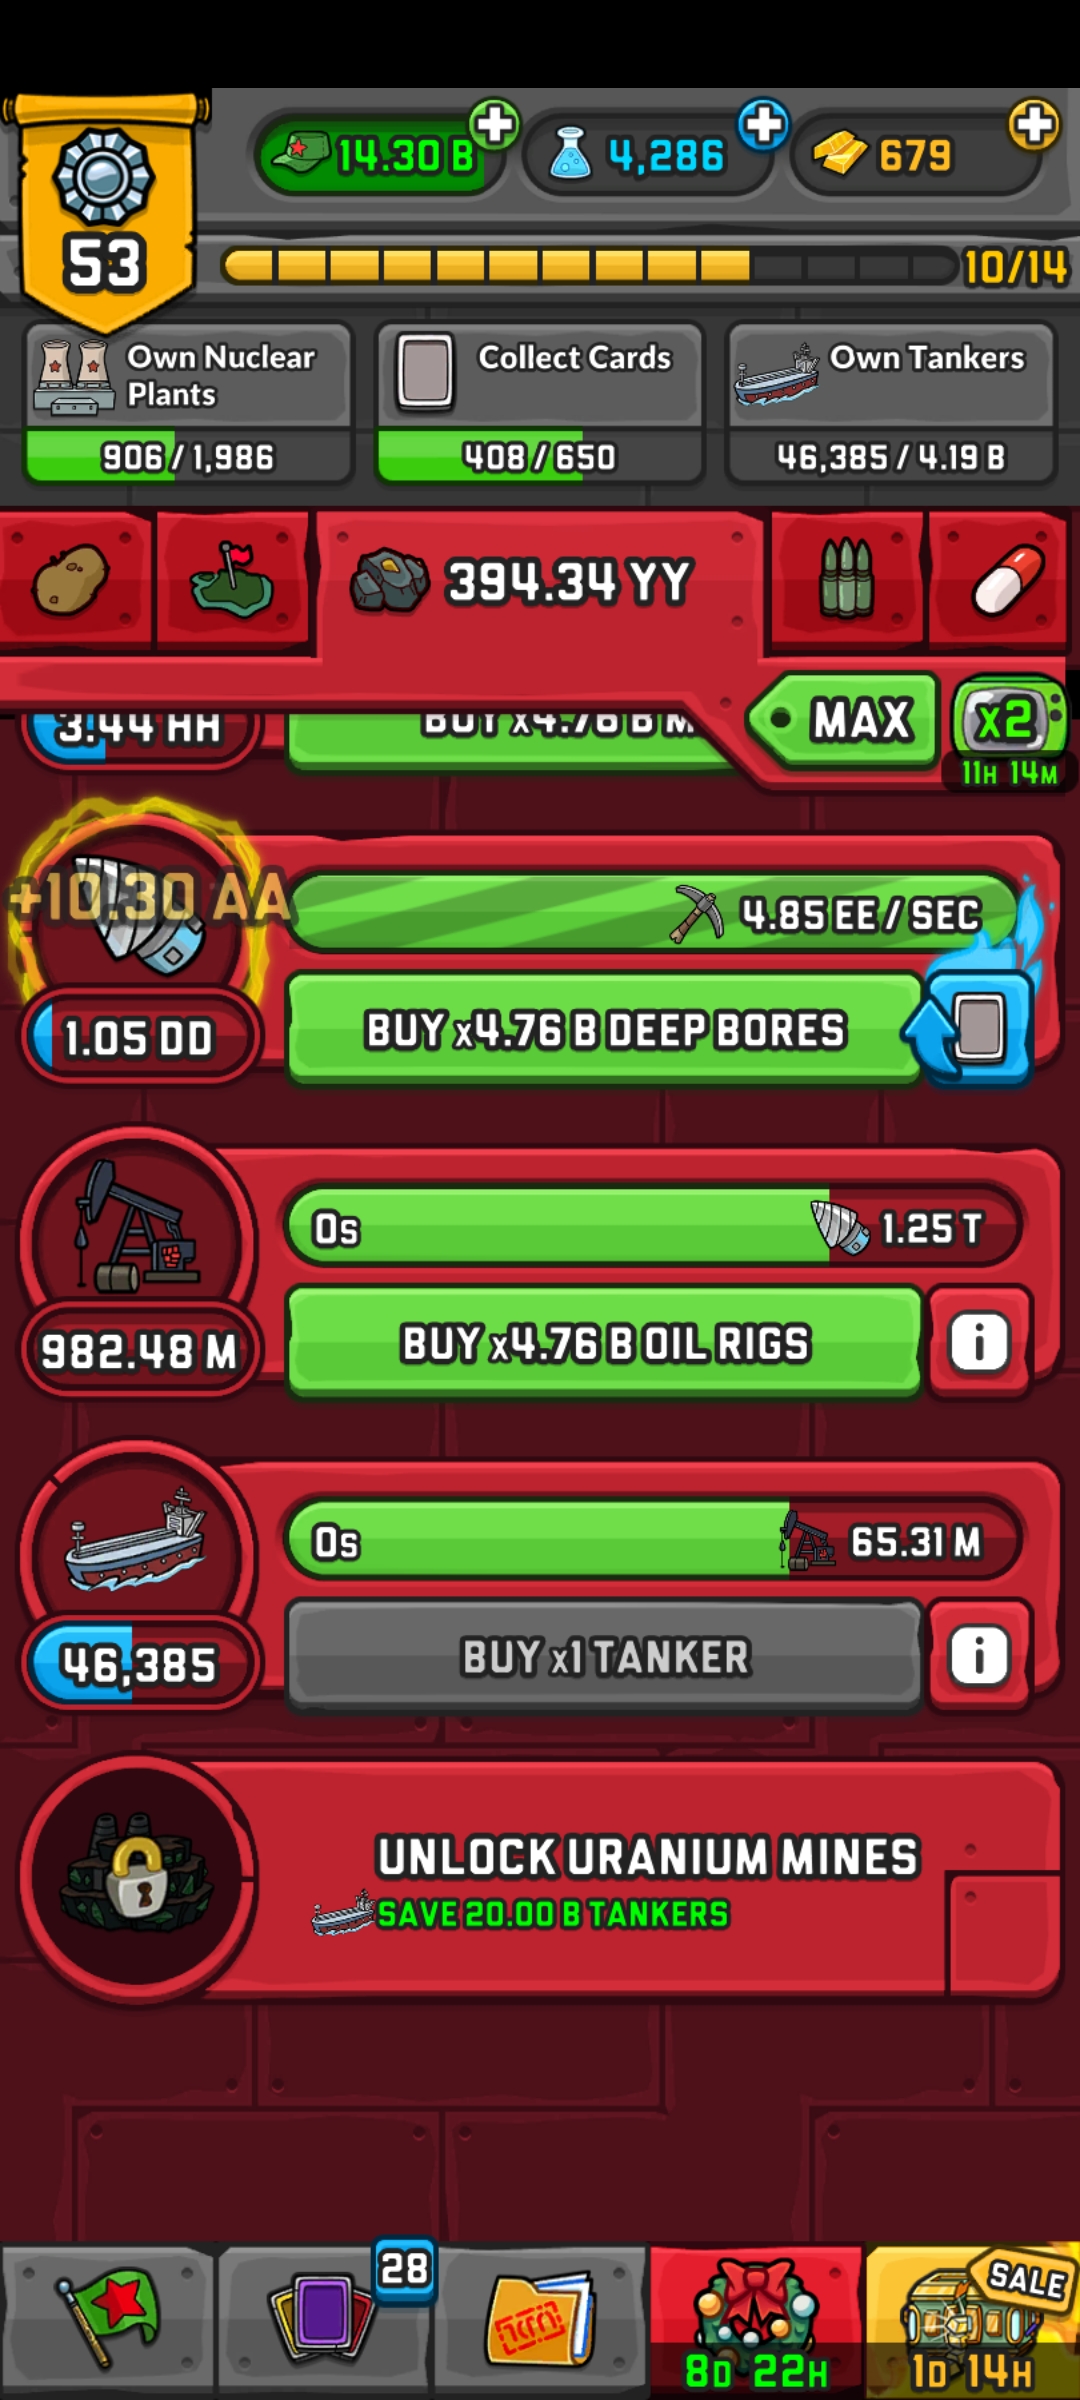 14.30 B
4,286
679
53
10/14
Own Nuclear
Plants
906 / 1,986
Collect Cards
408 / 650
Own Tankers
46,385 / 4.19 B
394.34 YY
MAX
x2
11H 14M
3.44 HH
BUY x4.76 B M
+10.30 AA
4.85 EE / SEC
1.05 DD
BUY x4.76 B DEEP BORES
0s
1.25 T
982.48 M
BUY x4.76 B OIL RIGS
i
0s
65.31 M
46,385
BUY x1 TANKER
i
UNLOCK URANIUM MINES
SAVE 20.00 B TANKERS
28
SALE
8D 22H
1D 14H